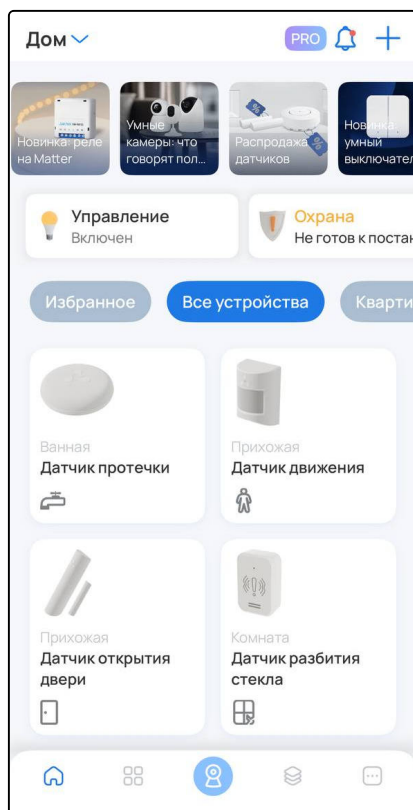 Дом
PRO
Новинка: реле
на Matter
Умные
камеры: что
говорят пол...
Распродажа
датчиков
Новинка
умный
выключател
Управление
Включен
Охрана
Не готов к постан
Избранное
Все устройства
Кварти
Ванная
Датчик протечки
Прихожая
Датчик движения
Прихожая
Датчик открытия
двери
Комната
Датчик разбития
стекла